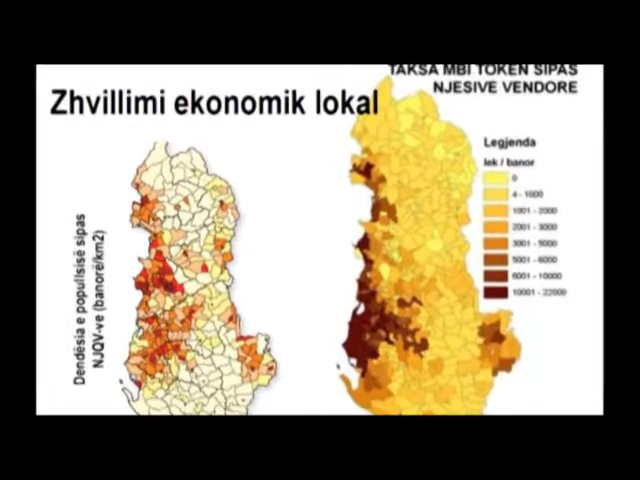 TAKSA MBI TOKEN SIPAS
NJESIVE VENDORE
Zhvillimi ekonomik lokal
Legjenda
lek / banor
0
4 - 1000
1001 - 2000
2001 - 3000
3001 - 5000
5001 - 6000
6001 - 10000
10001 - 22000
Dendësia e popullsisë sipas
NJQV-ve (banorë/km2)